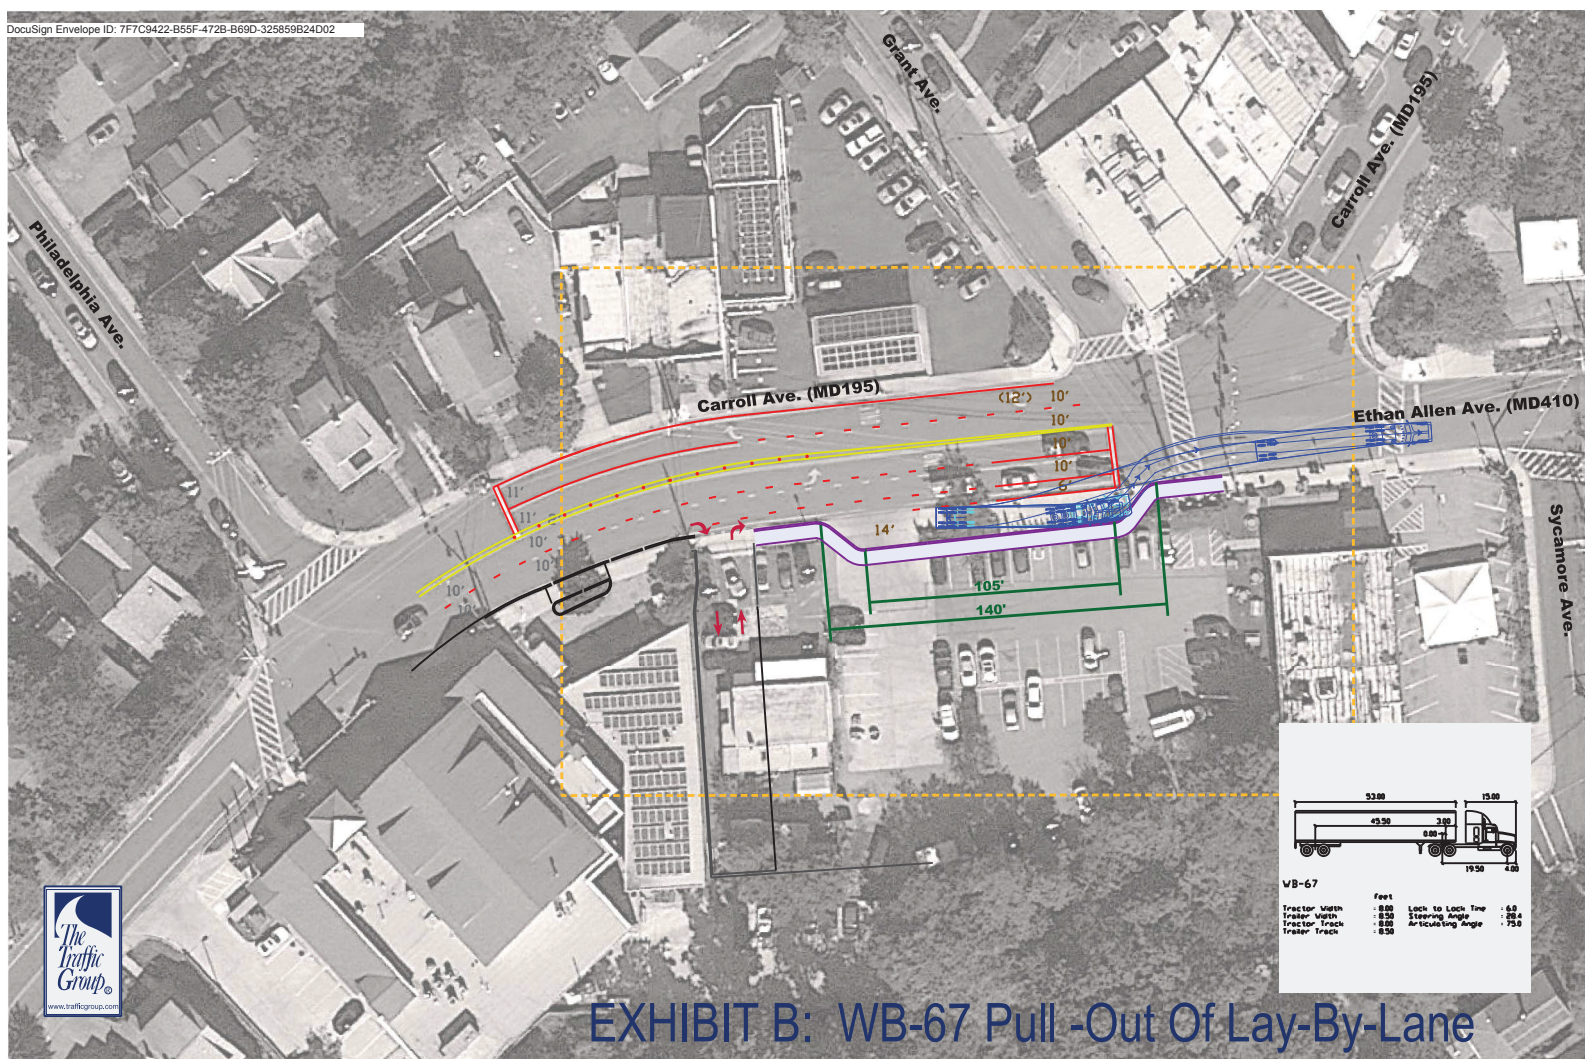 DocuSign Envelope ID: 7F7C9422-B55F-472B-B69D-325859B24D02
Grant Ave.
Carroll Ave. (MD195)
Philadelphia Ave.
Carroll Ave. (MD195)
(12') 10'
10'
10'
10'
6'
Ethan Allen Ave. (MD410)
11'
11'
10'
10'
10'
14'
105'
140'
Sycamore Ave.
53.00 15.00
45.50 3.00
0.00
19.50 4.00
WB-67
feet
Tractor Width : 8.00 Lock to Lock Time : 6.0
Trailer Width : 8.50 Steering Angle : 28.4
Tractor Track : 8.00 Articulating Angle : 75.0
Trailer Track : 8.50
The
Traffic
Group®
www.trafficgroup.com
EXHIBIT B: WB-67 Pull -Out Of Lay-By-Lane